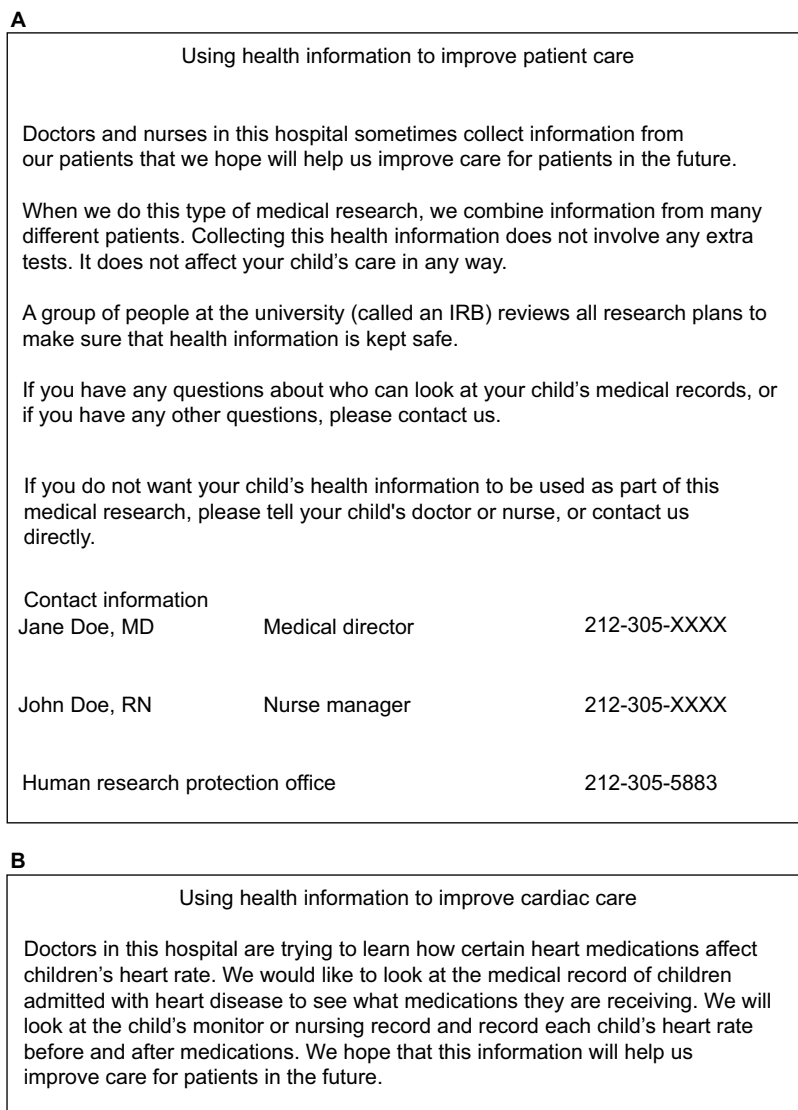 A
Using health information to improve patient care
Doctors and nurses in this hospital sometimes collect information from
our patients that we hope will help us improve care for patients in the future.
When we do this type of medical research, we combine information from many
different patients. Collecting this health information does not involve any extra
tests. It does not affect your child’s care in any way.
A group of people at the university (called an IRB) reviews all research plans to
make sure that health information is kept safe.
If you have any questions about who can look at your child’s medical records, or
if you have any other questions, please contact us.
If you do not want your child’s health information to be used as part of this
medical research, please tell your child's doctor or nurse, or contact us
directly.
Contact information
Jane Doe, MD Medical director 212-305-XXXX
John Doe, RN Nurse manager 212-305-XXXX
Human research protection office 212-305-5883
B
Using health information to improve cardiac care
Doctors in this hospital are trying to learn how certain heart medications affect
children’s heart rate. We would like to look at the medical record of children
admitted with heart disease to see what medications they are receiving. We will
look at the child’s monitor or nursing record and record each child’s heart rate
before and after medications. We hope that this information will help us
improve care for patients in the future.